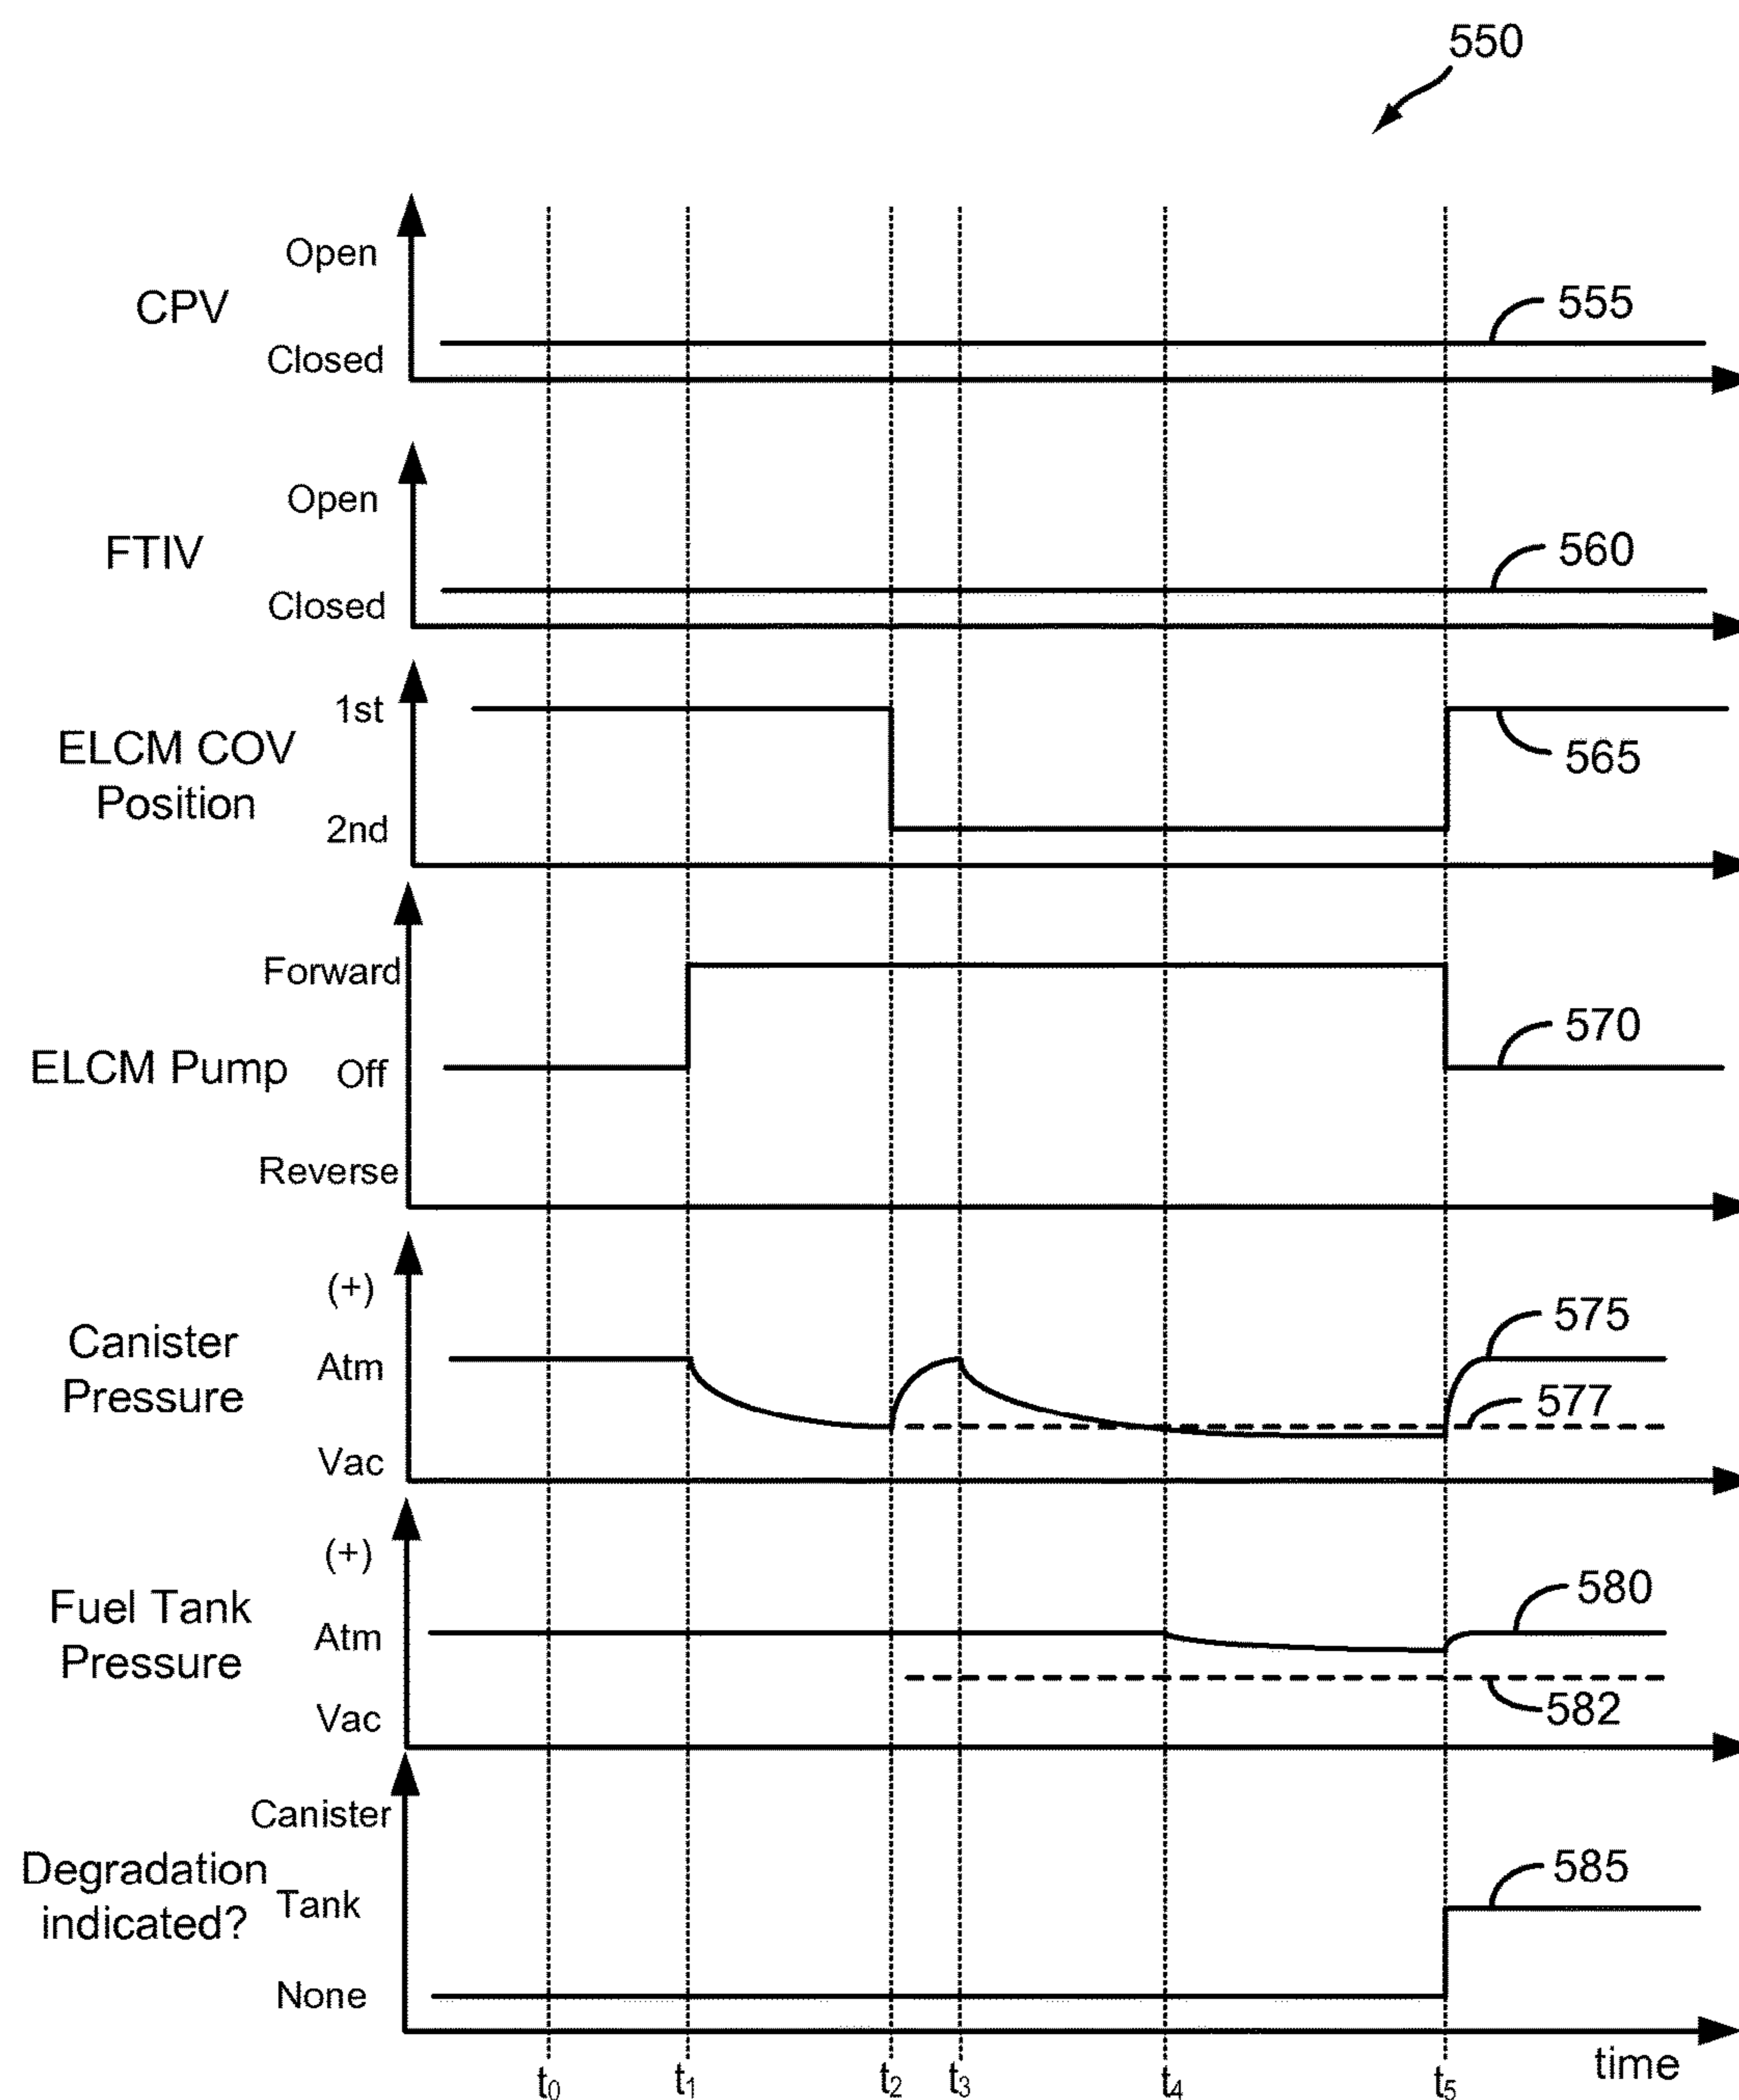 550
Open
CPV
555
Closed
Open
FTIV
560
Closed
1st
ELCM COV
Position
565
2nd
Forward
570
ELCM Pump
Off
Reverse
(+)
575
Canister
Pressure
Atm
577
Vac
(+)
580
Fuel Tank
Pressure
Atm
582
Vac
Canister
585
Degradation
indicated?
Tank
None
time
t0 t1 t2 t3 t4 t5